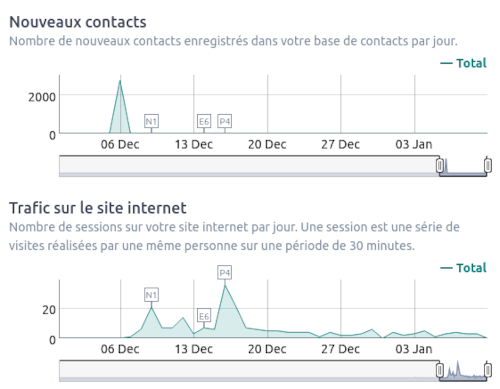 Nouveaux contacts
Nombre de nouveaux contacts enregistrés dans votre base de contacts par jour.
Total
2000
N1 E6 P4
0
06 Dec 13 Dec 20 Dec 27 Dec 03 Jan
Trafic sur le site internet
Nombre de sessions sur votre site internet par jour. Une session est une série de
visites réalisées par une même personne sur une période de 30 minutes.
Total
P4
N1
20
E6
0
06 Dec 13 Dec 20 Dec 27 Dec 03 Jan